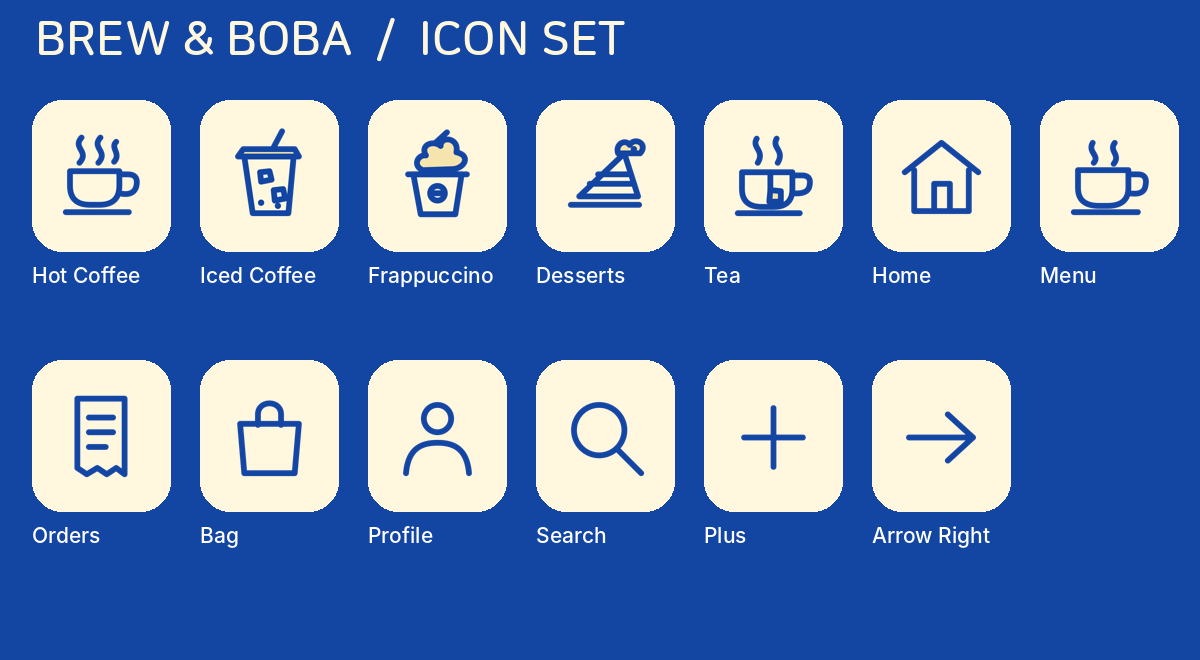 BREW & BOBA / ICON SET
Hot Coffee Iced Coffee Frappuccino Desserts Tea Home Menu
Orders Bag Profile Search Plus Arrow Right